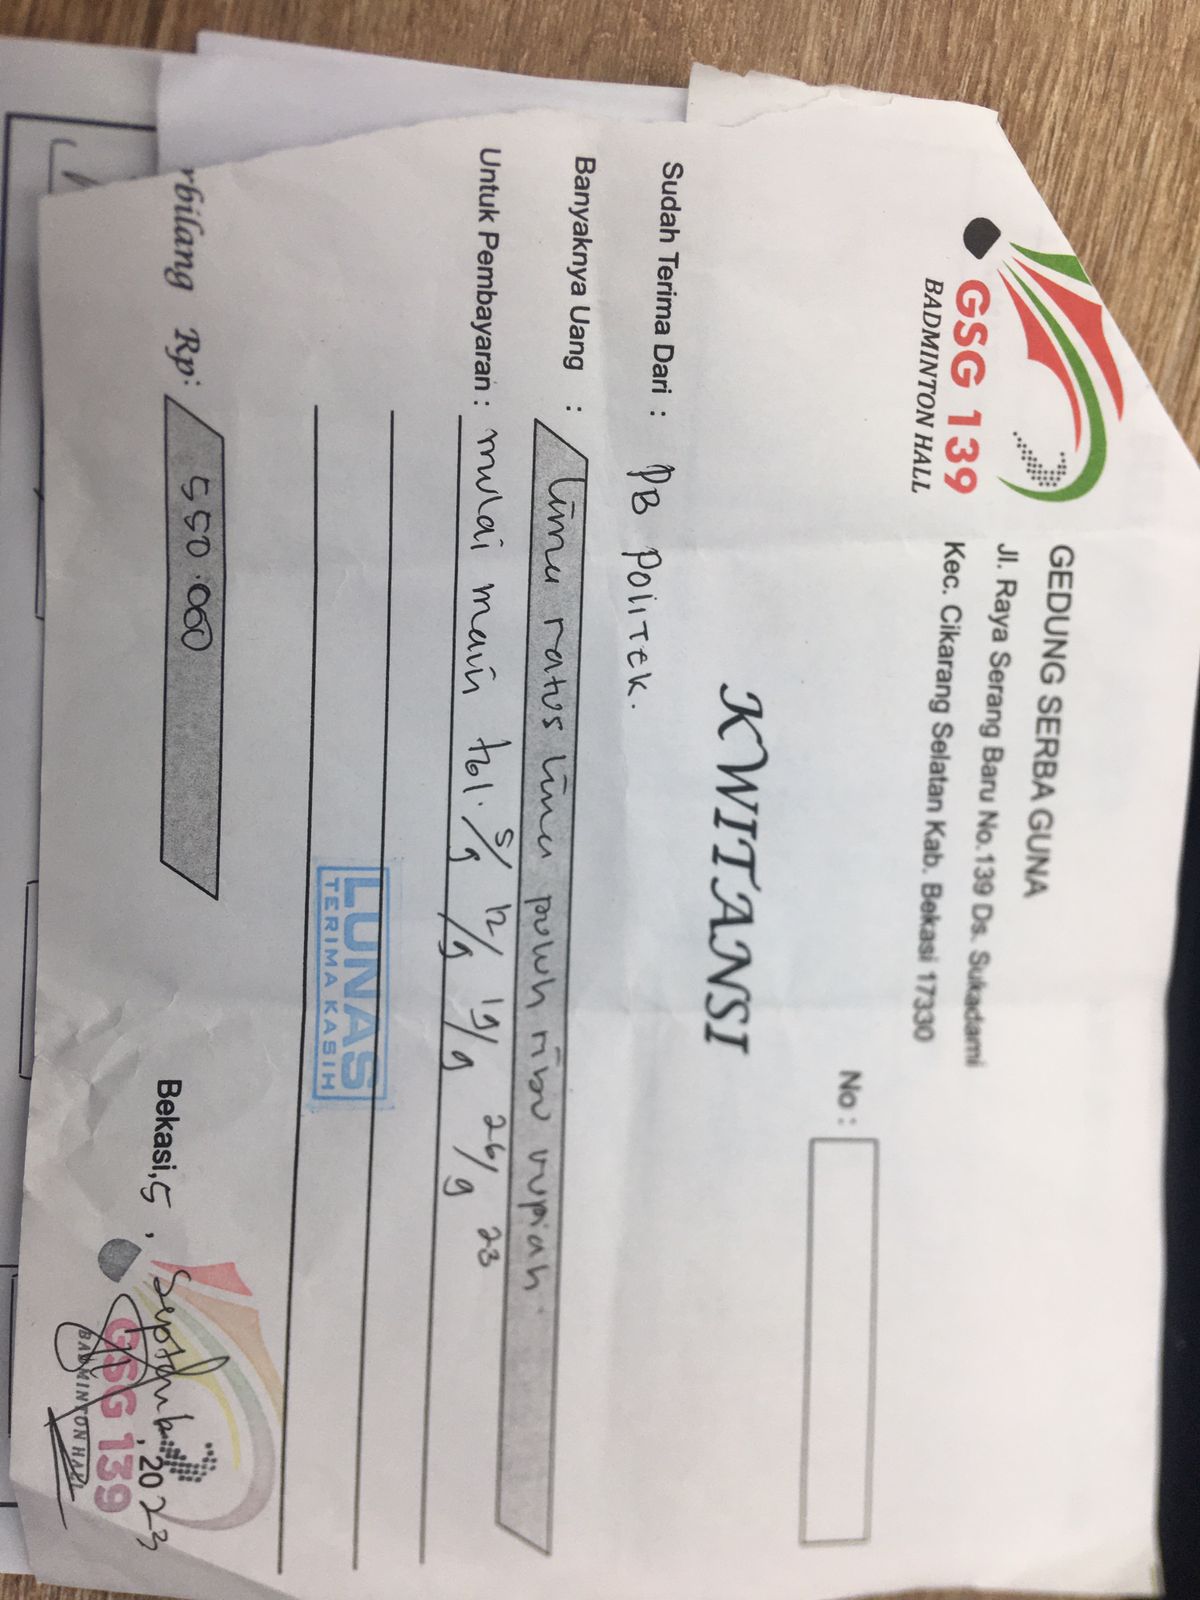 GSG 139
BADMINTON HALL
GEDUNG SERBA GUNA
Jl. Raya Serang Baru No.139 Ds. Sukadami
Kec. Cikarang Selatan Kab. Bekasi 17330
No :
KWITANSI
Sudah Terima Dari : PB POLITEK.
Banyaknya Uang : lima ratus lima puluh ribu rupiah
Untuk Pembayaran : mulai main tgl. 5/9 12/9 19/9 26/9 23
LUNAS
TERIMA KASIH
rbilang Rp: 550.000
Bekasi, 5, September, 2023
GSG 139
BADMINTON HALL